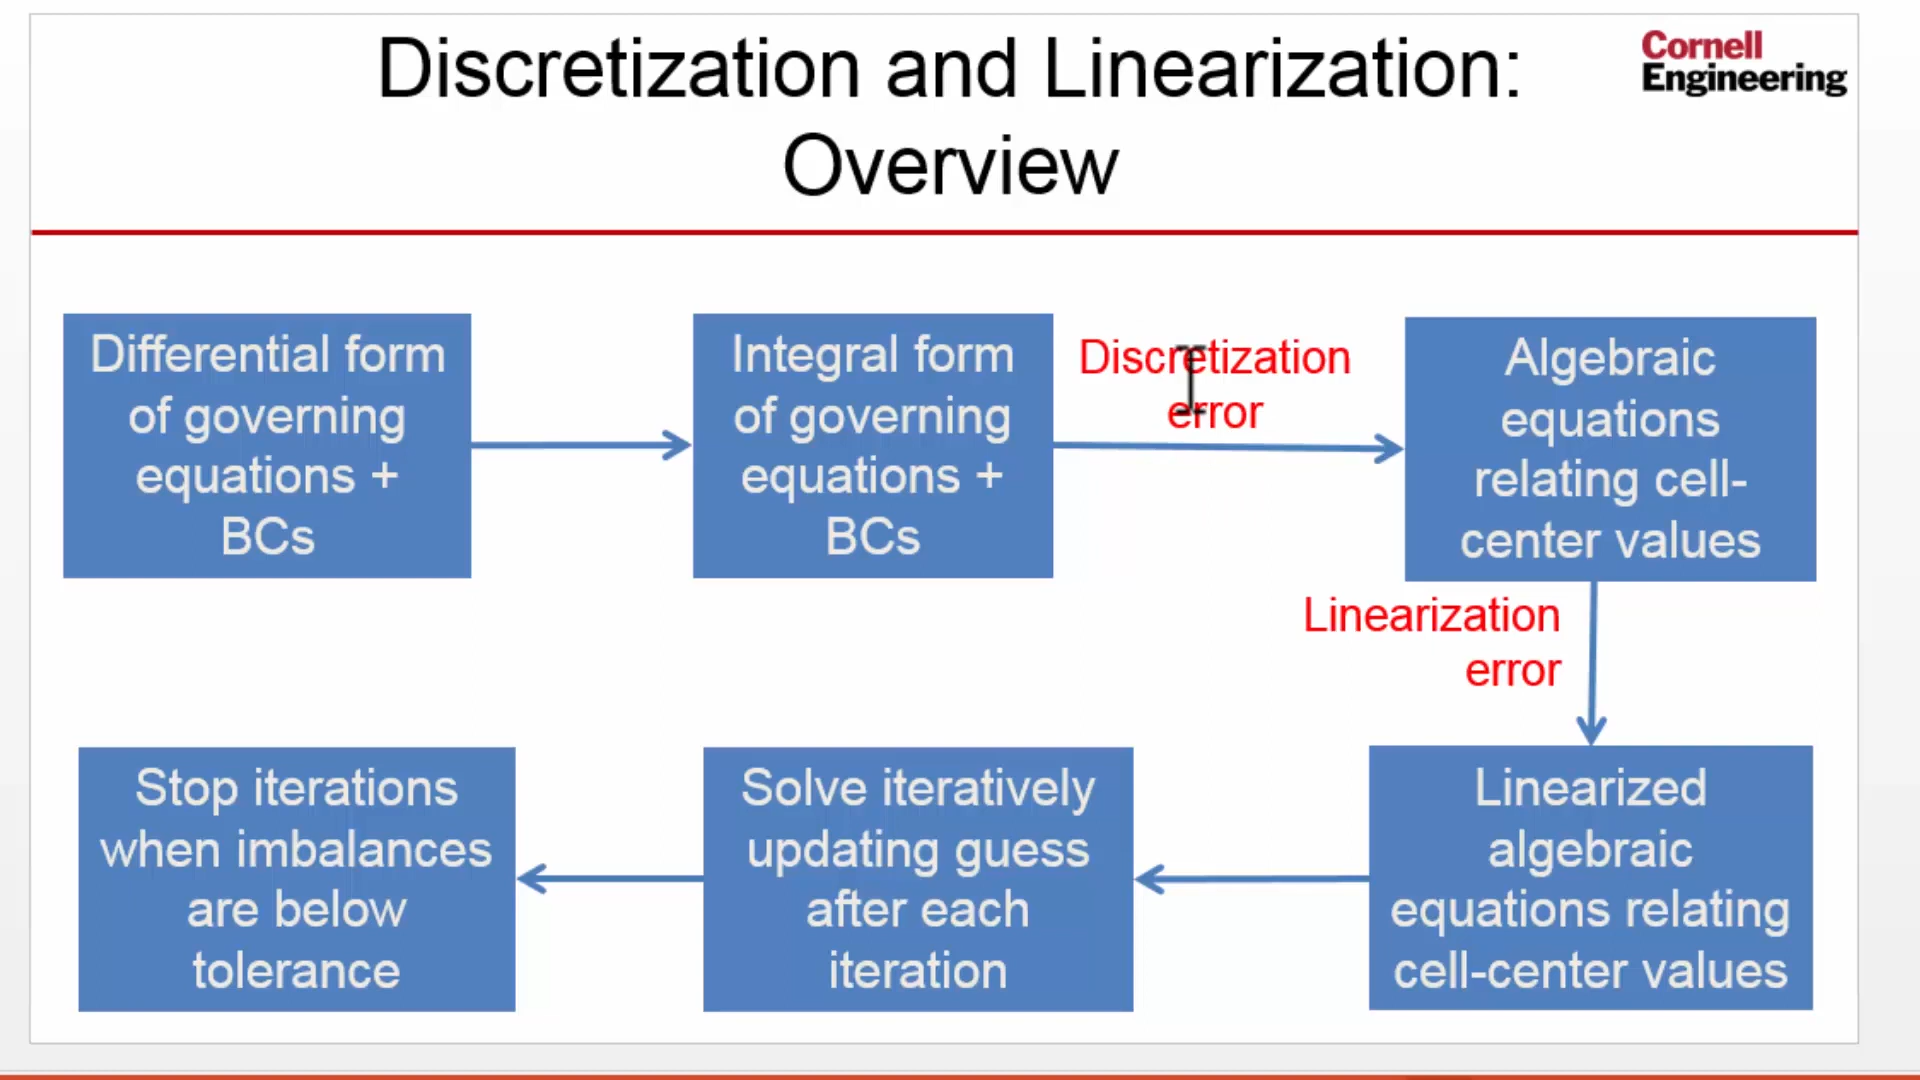 Discretization and Linearization:
Overview
Cornell
Engineering
Differential form
of governing
equations +
BCs
Integral form
of governing
equations +
BCs
Discretization
error
Algebraic
equations
relating cell-
center values
Linearization
error
Stop iterations
when imbalances
are below
tolerance
Solve iteratively
updating guess
after each
iteration
Linearized
algebraic
equations relating
cell-center values